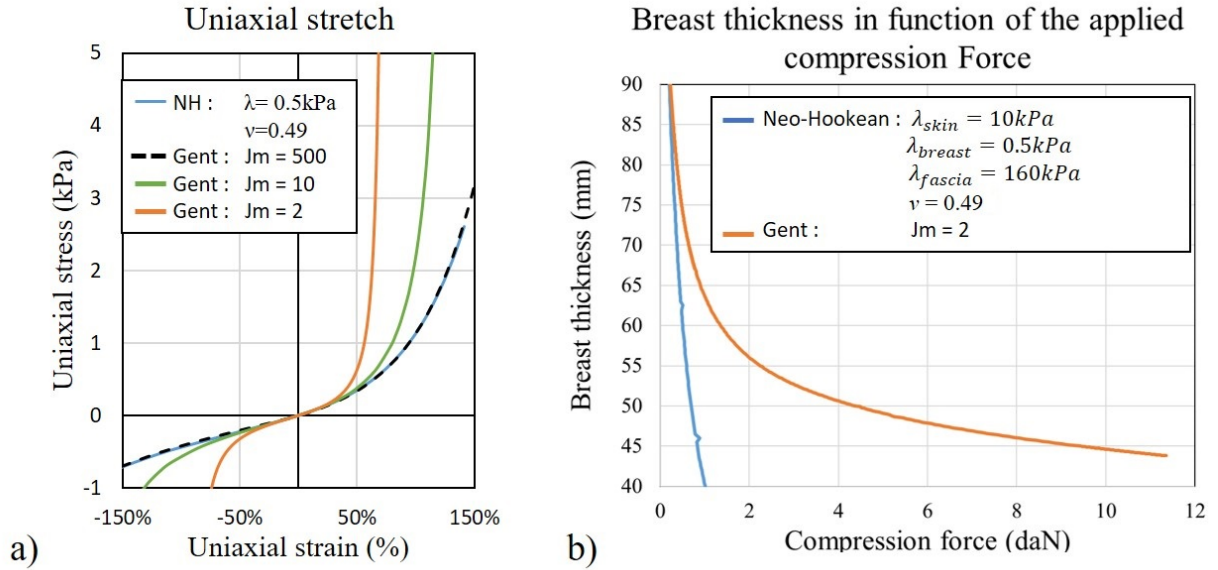 Uniaxial stretch
5
4
3
2
1
0
-1
-150%
-50%
50%
150%
Uniaxial stress (kPa)
Uniaxial strain (%)
NH : λ= 0.5kPa
ν=0.49
Gent : Jm = 500
Gent : Jm = 10
Gent : Jm = 2
a)
Breast thickness in function of the applied
compression Force
90
85
80
75
70
65
60
55
50
45
40
0
2
4
6
8
10
12
Breast thickness (mm)
Compression force (daN)
Neo-Hookean : λskin = 10kPa
λbreast = 0.5kPa
λfascia = 160kPa
ν = 0.49
Gent : Jm = 2
b)